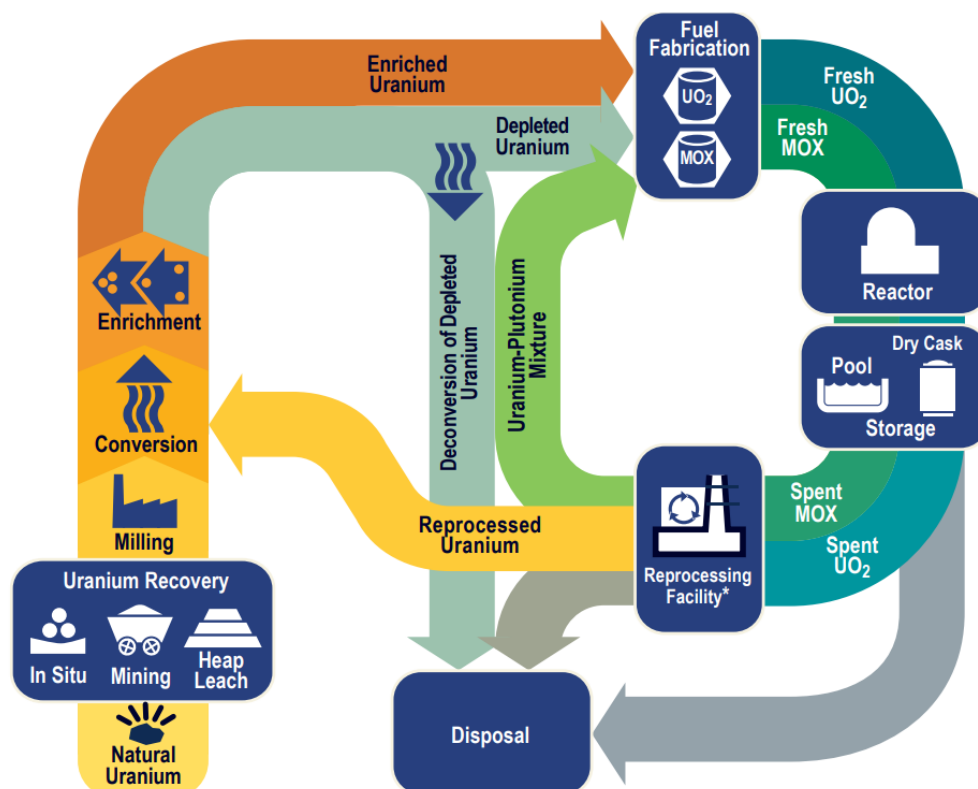 Fuel
Fabrication
UO2
MOX
Enriched
Uranium
Depleted
Uranium
Fresh
UO2
Fresh
MOX
Reactor
Dry Cask
Pool
Storage
Enrichment
Conversion
Milling
Uranium Recovery
In Situ
Mining
Heap
Leach
Natural
Uranium
Deconversion of Depleted
Uranium
Uranium-Plutonium
Mixture
Reprocessed
Uranium
Reprocessing
Facility*
Spent
MOX
Spent
UO2
Disposal